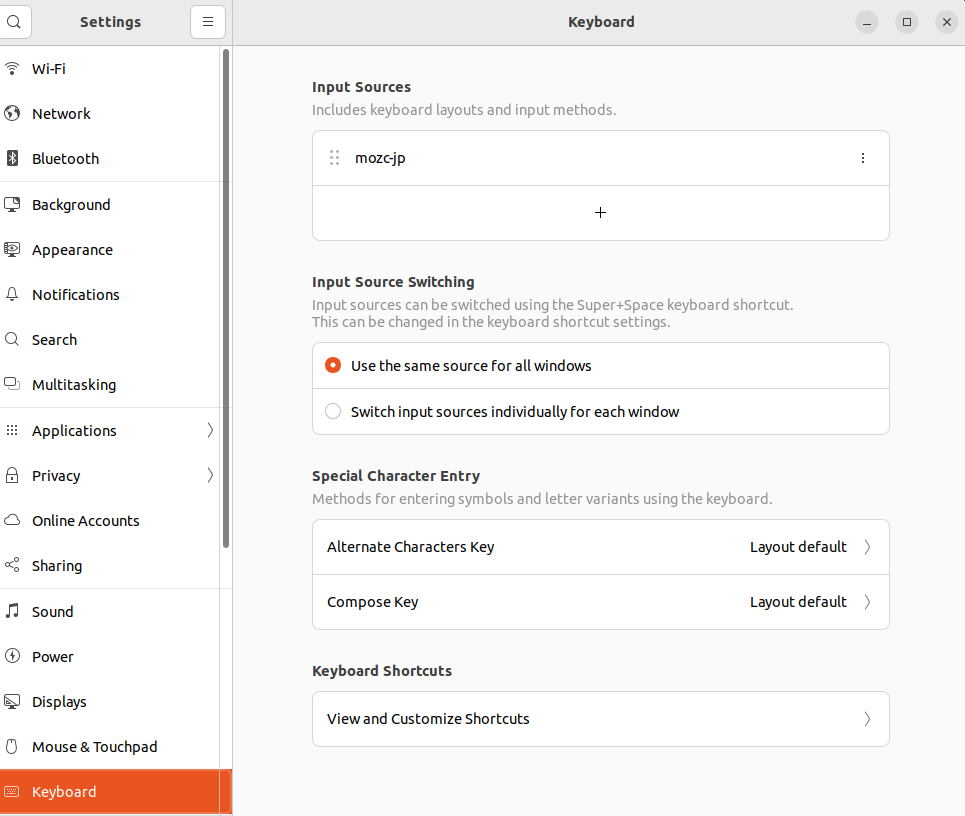 Settings
Keyboard
Wi-Fi
Network
Bluetooth
Background
Appearance
Notifications
Search
Multitasking
Applications
Privacy
Online Accounts
Sharing
Sound
Power
Displays
Mouse & Touchpad
Keyboard
Input Sources
Includes keyboard layouts and input methods.
mozc-jp
Input Source Switching
Input sources can be switched using the Super+Space keyboard shortcut.
This can be changed in the keyboard shortcut settings.
Use the same source for all windows
Switch input sources individually for each window
Special Character Entry
Methods for entering symbols and letter variants using the keyboard.
Alternate Characters Key Layout default
Compose Key Layout default
Keyboard Shortcuts
View and Customize Shortcuts